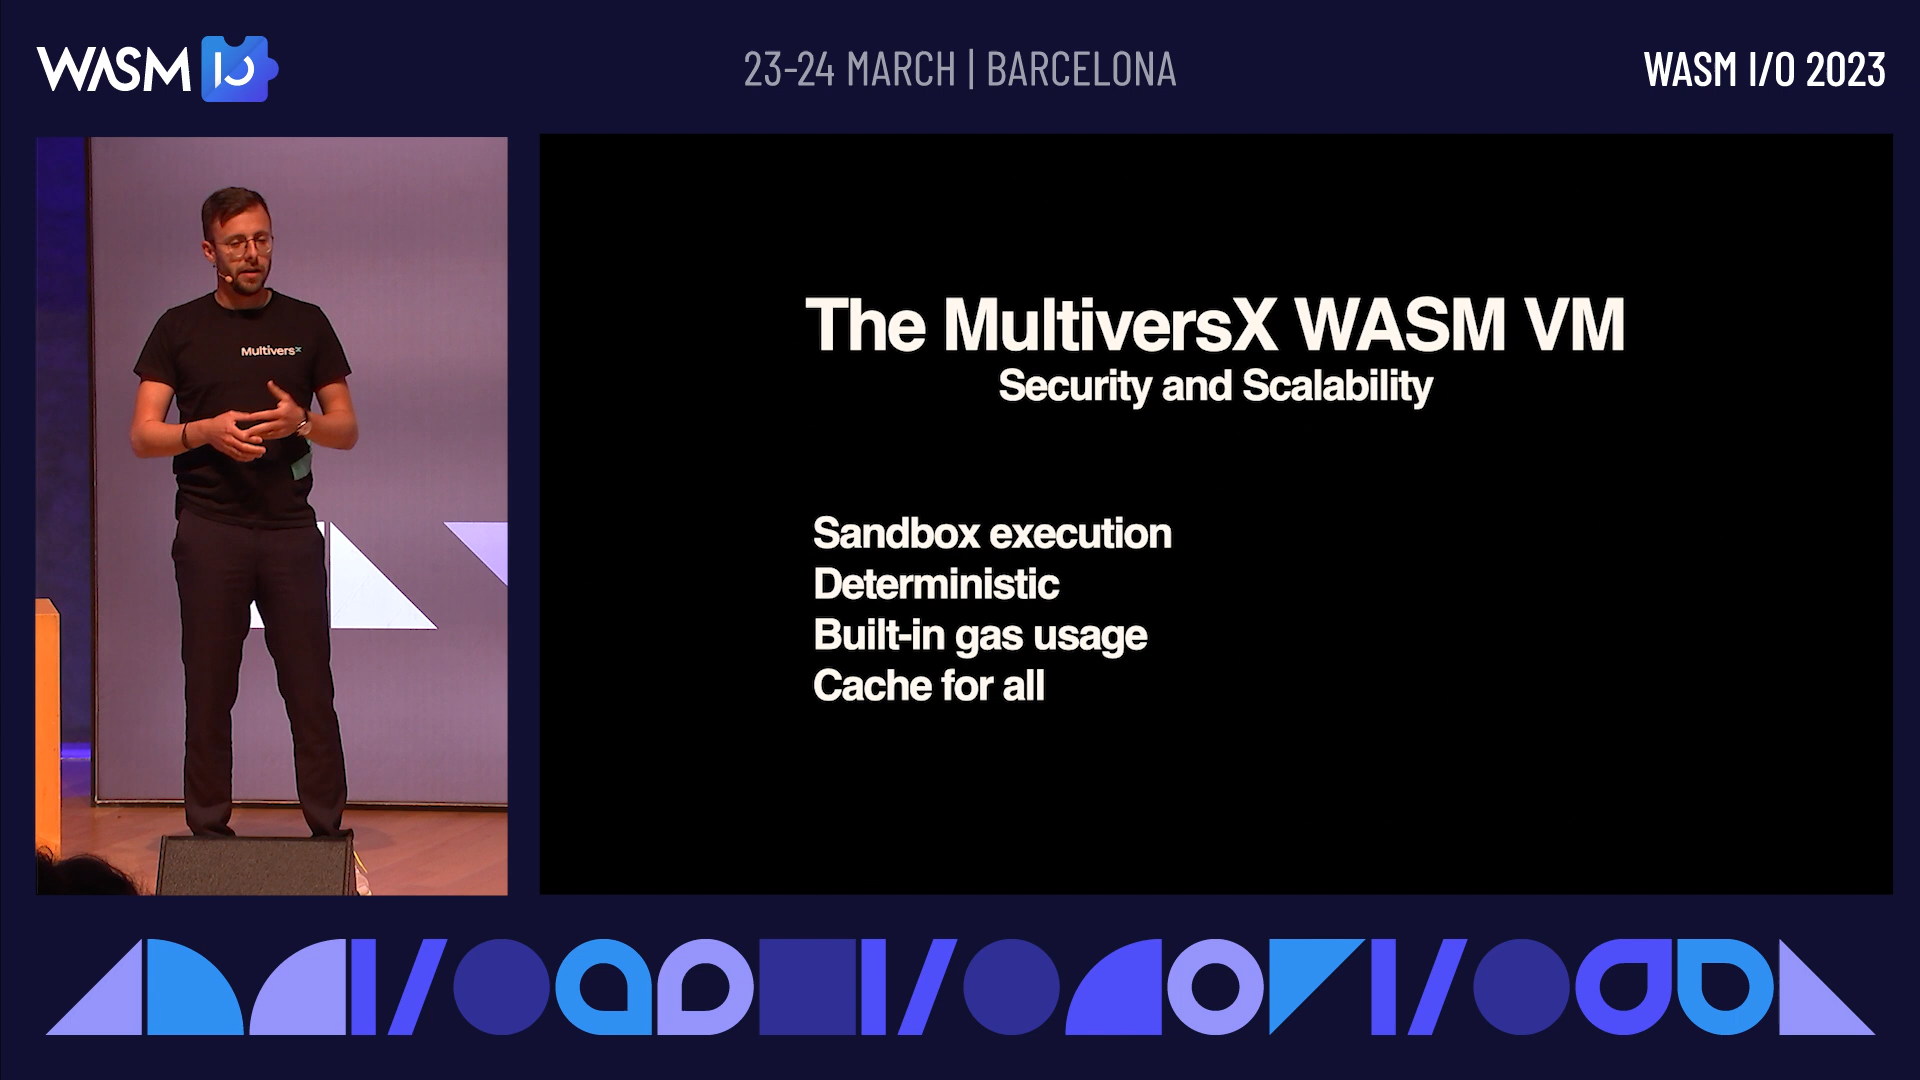 WASM IO
23-24 MARCH | BARCELONA
WASM I/O 2023
MultiversX
The MultiversX WASM VM
Security and Scalability
Sandbox execution
Deterministic
Built-in gas usage
Cache for all